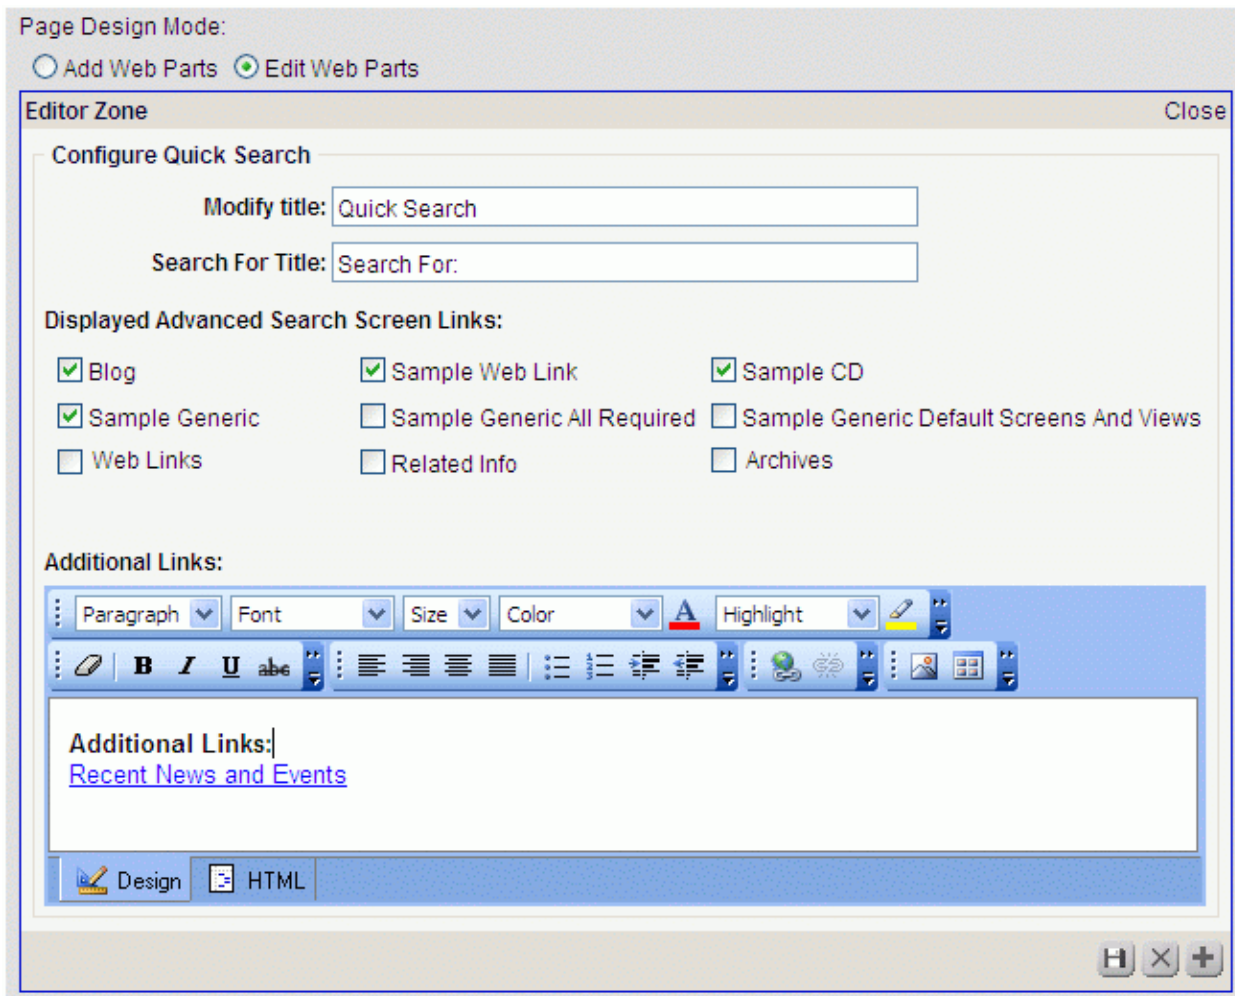 Page Design Mode:
Add Web Parts Edit Web Parts
Editor Zone Close
Configure Quick Search
Modify title: Quick Search
Search For Title: Search For:
Displayed Advanced Search Screen Links:
Blog Sample Web Link Sample CD
Sample Generic Sample Generic All Required Sample Generic Default Screens And Views
Web Links Related Info Archives
Additional Links:
Paragraph Font Size Color A Highlight
B I U abc
Additional Links:
Recent News and Events
Design HTML